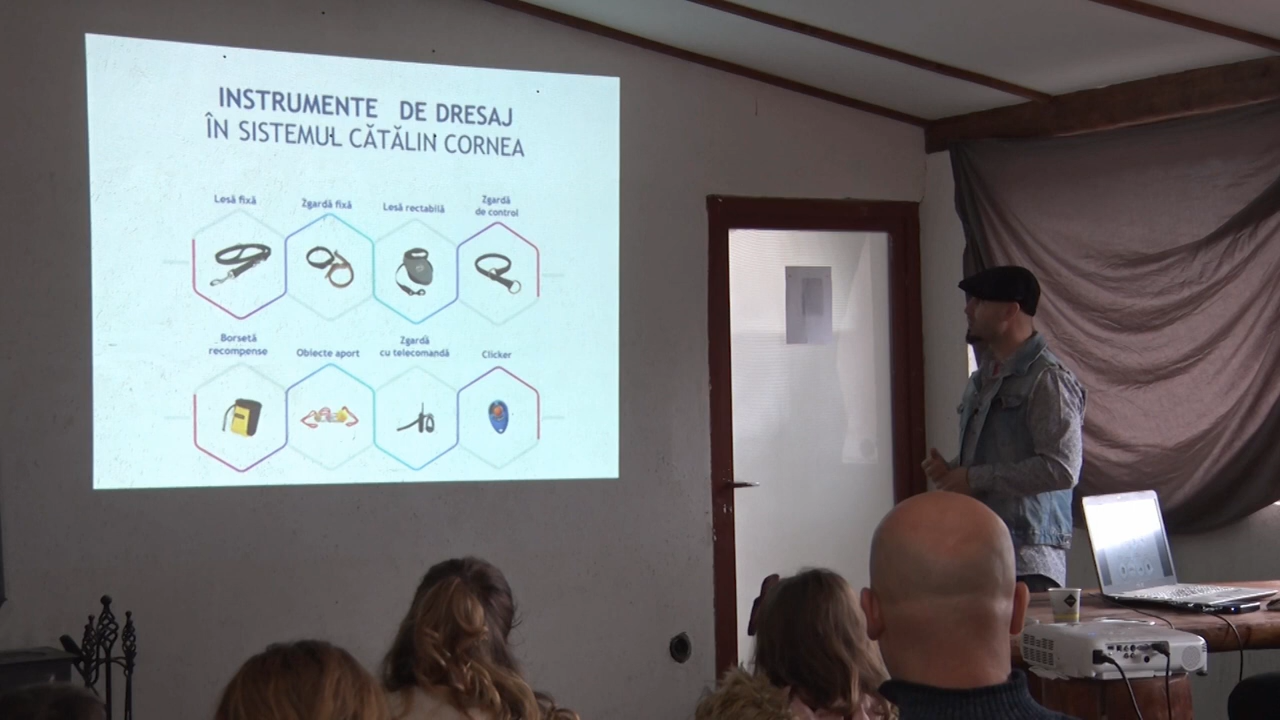 INSTRUMENTE DE DRESAJ
ÎN SISTEMUL CĂTĂLIN CORNEA
Lesă fixă
Zgardă fixă
Lesă rectabilă
Zgardă
de control
Borsetă
recompense
Obiecte aport
Zgardă
cu telecomandă
Clicker